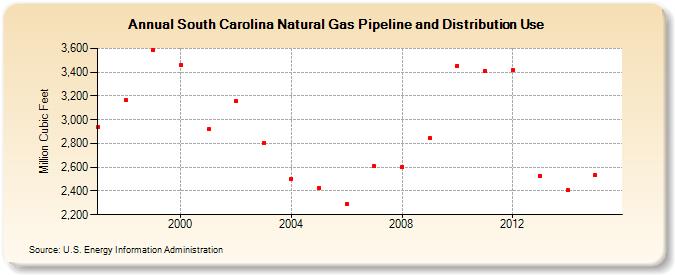 Annual South Carolina Natural Gas Pipeline and Distribution Use
Million Cubic Feet
3,600
3,400
3,200
3,000
2,800
2,600
2,400
2,200
2000 2004 2008 2012
Source: U.S. Energy Information Administration